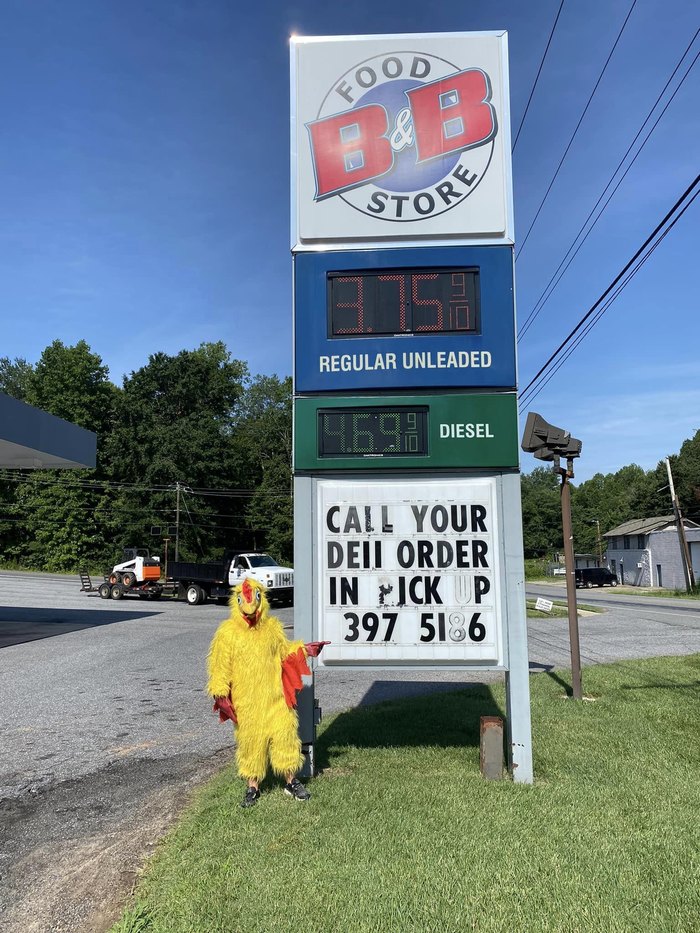 FOOD
B&B
STORE
3.75 9/10
REGULAR UNLEADED
4.69 9/10
DIESEL
CALL YOUR
DEII ORDER
IN PICK UP
397 5186